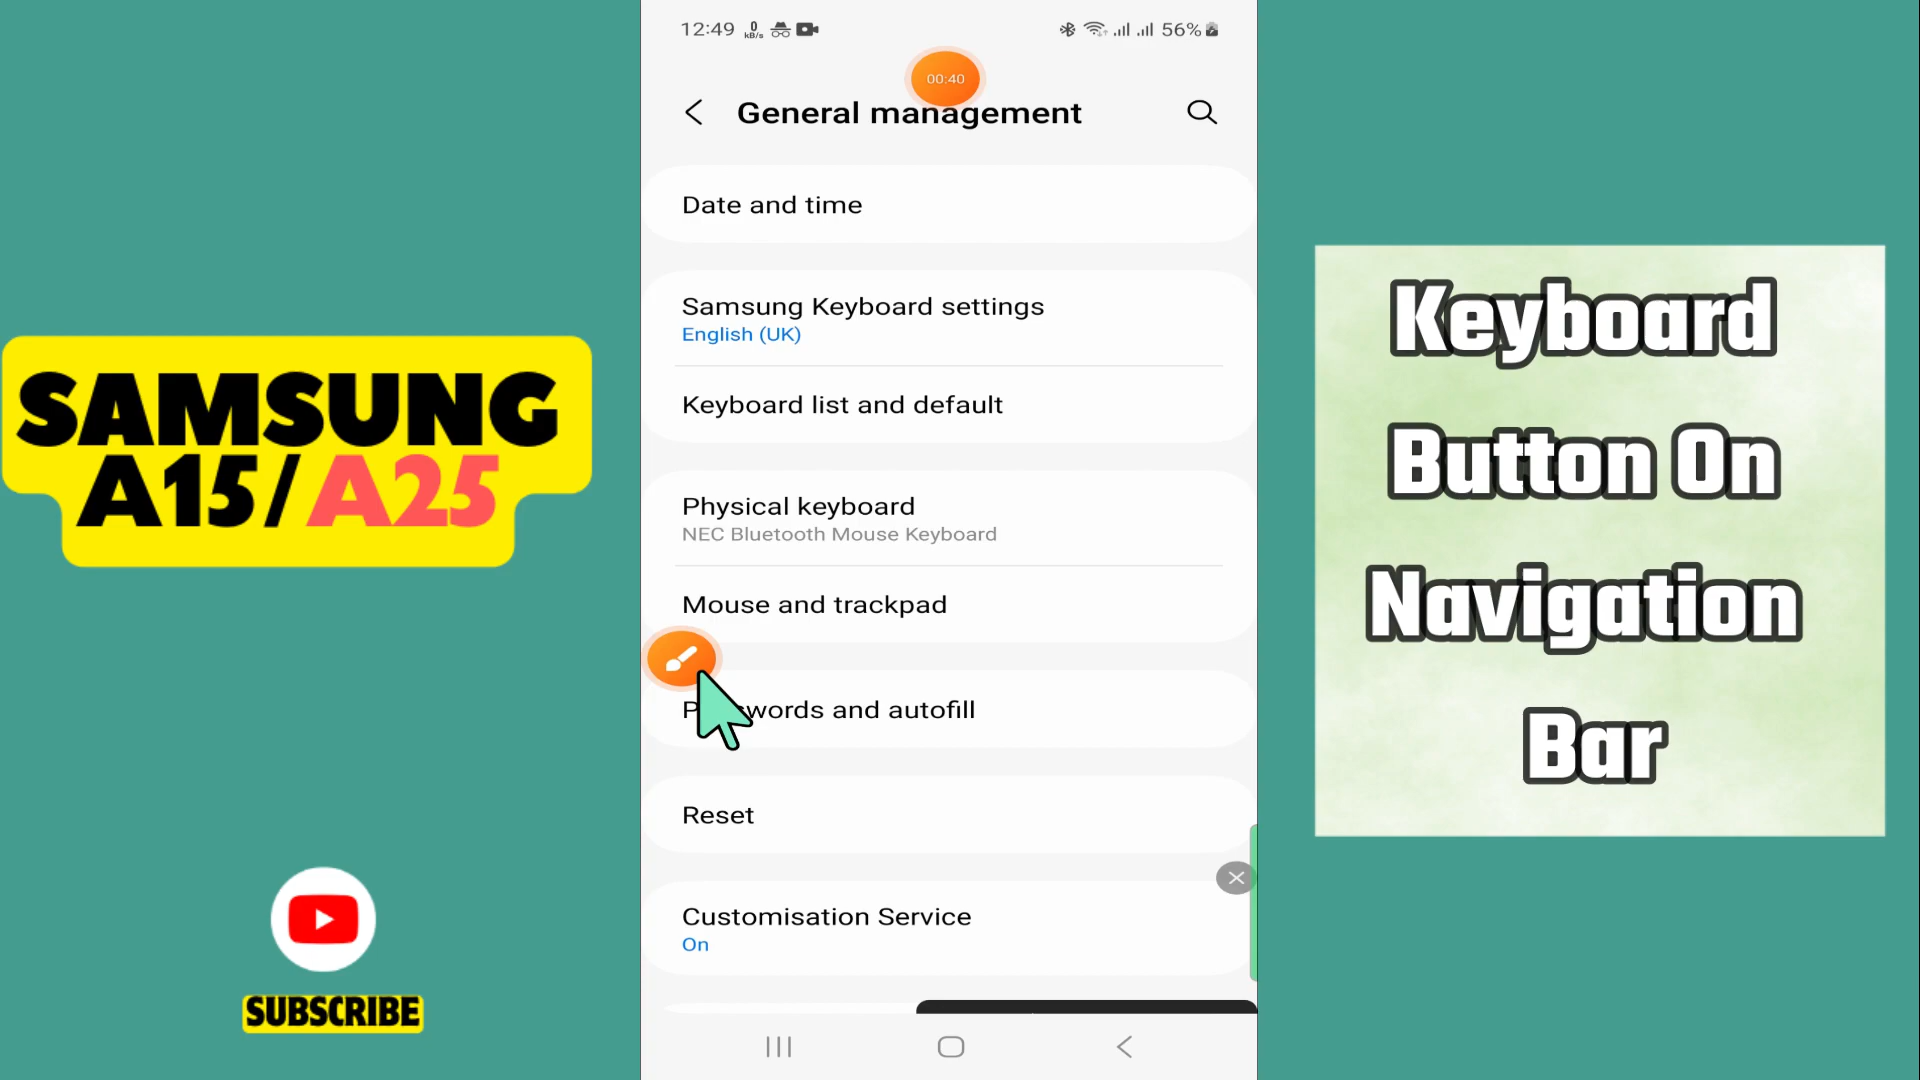 12:49 0 kB/s 56%
00:40
General management
Date and time
Samsung Keyboard settings
English (UK)
Keyboard list and default
Physical keyboard
NEC Bluetooth Mouse Keyboard
Mouse and trackpad
words and autofill
Reset
Customisation Service
On
SAMSUNG
A15/A25
SUBSCRIBE
Keyboard
Button On
Navigation
Bar